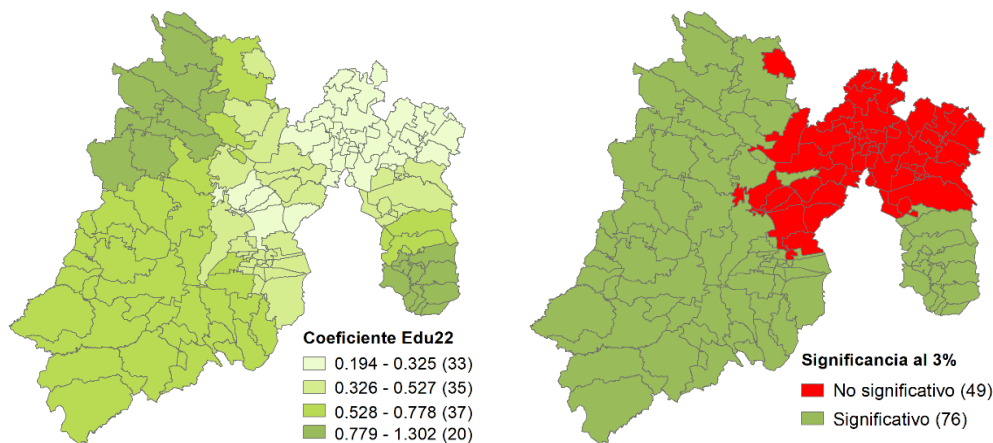 Coeficiente Edu22
0.194 - 0.325 (33)
0.326 - 0.527 (35)
0.528 - 0.778 (37)
0.779 - 1.302 (20)
Significancia al 3%
No significativo (49)
Significativo (76)